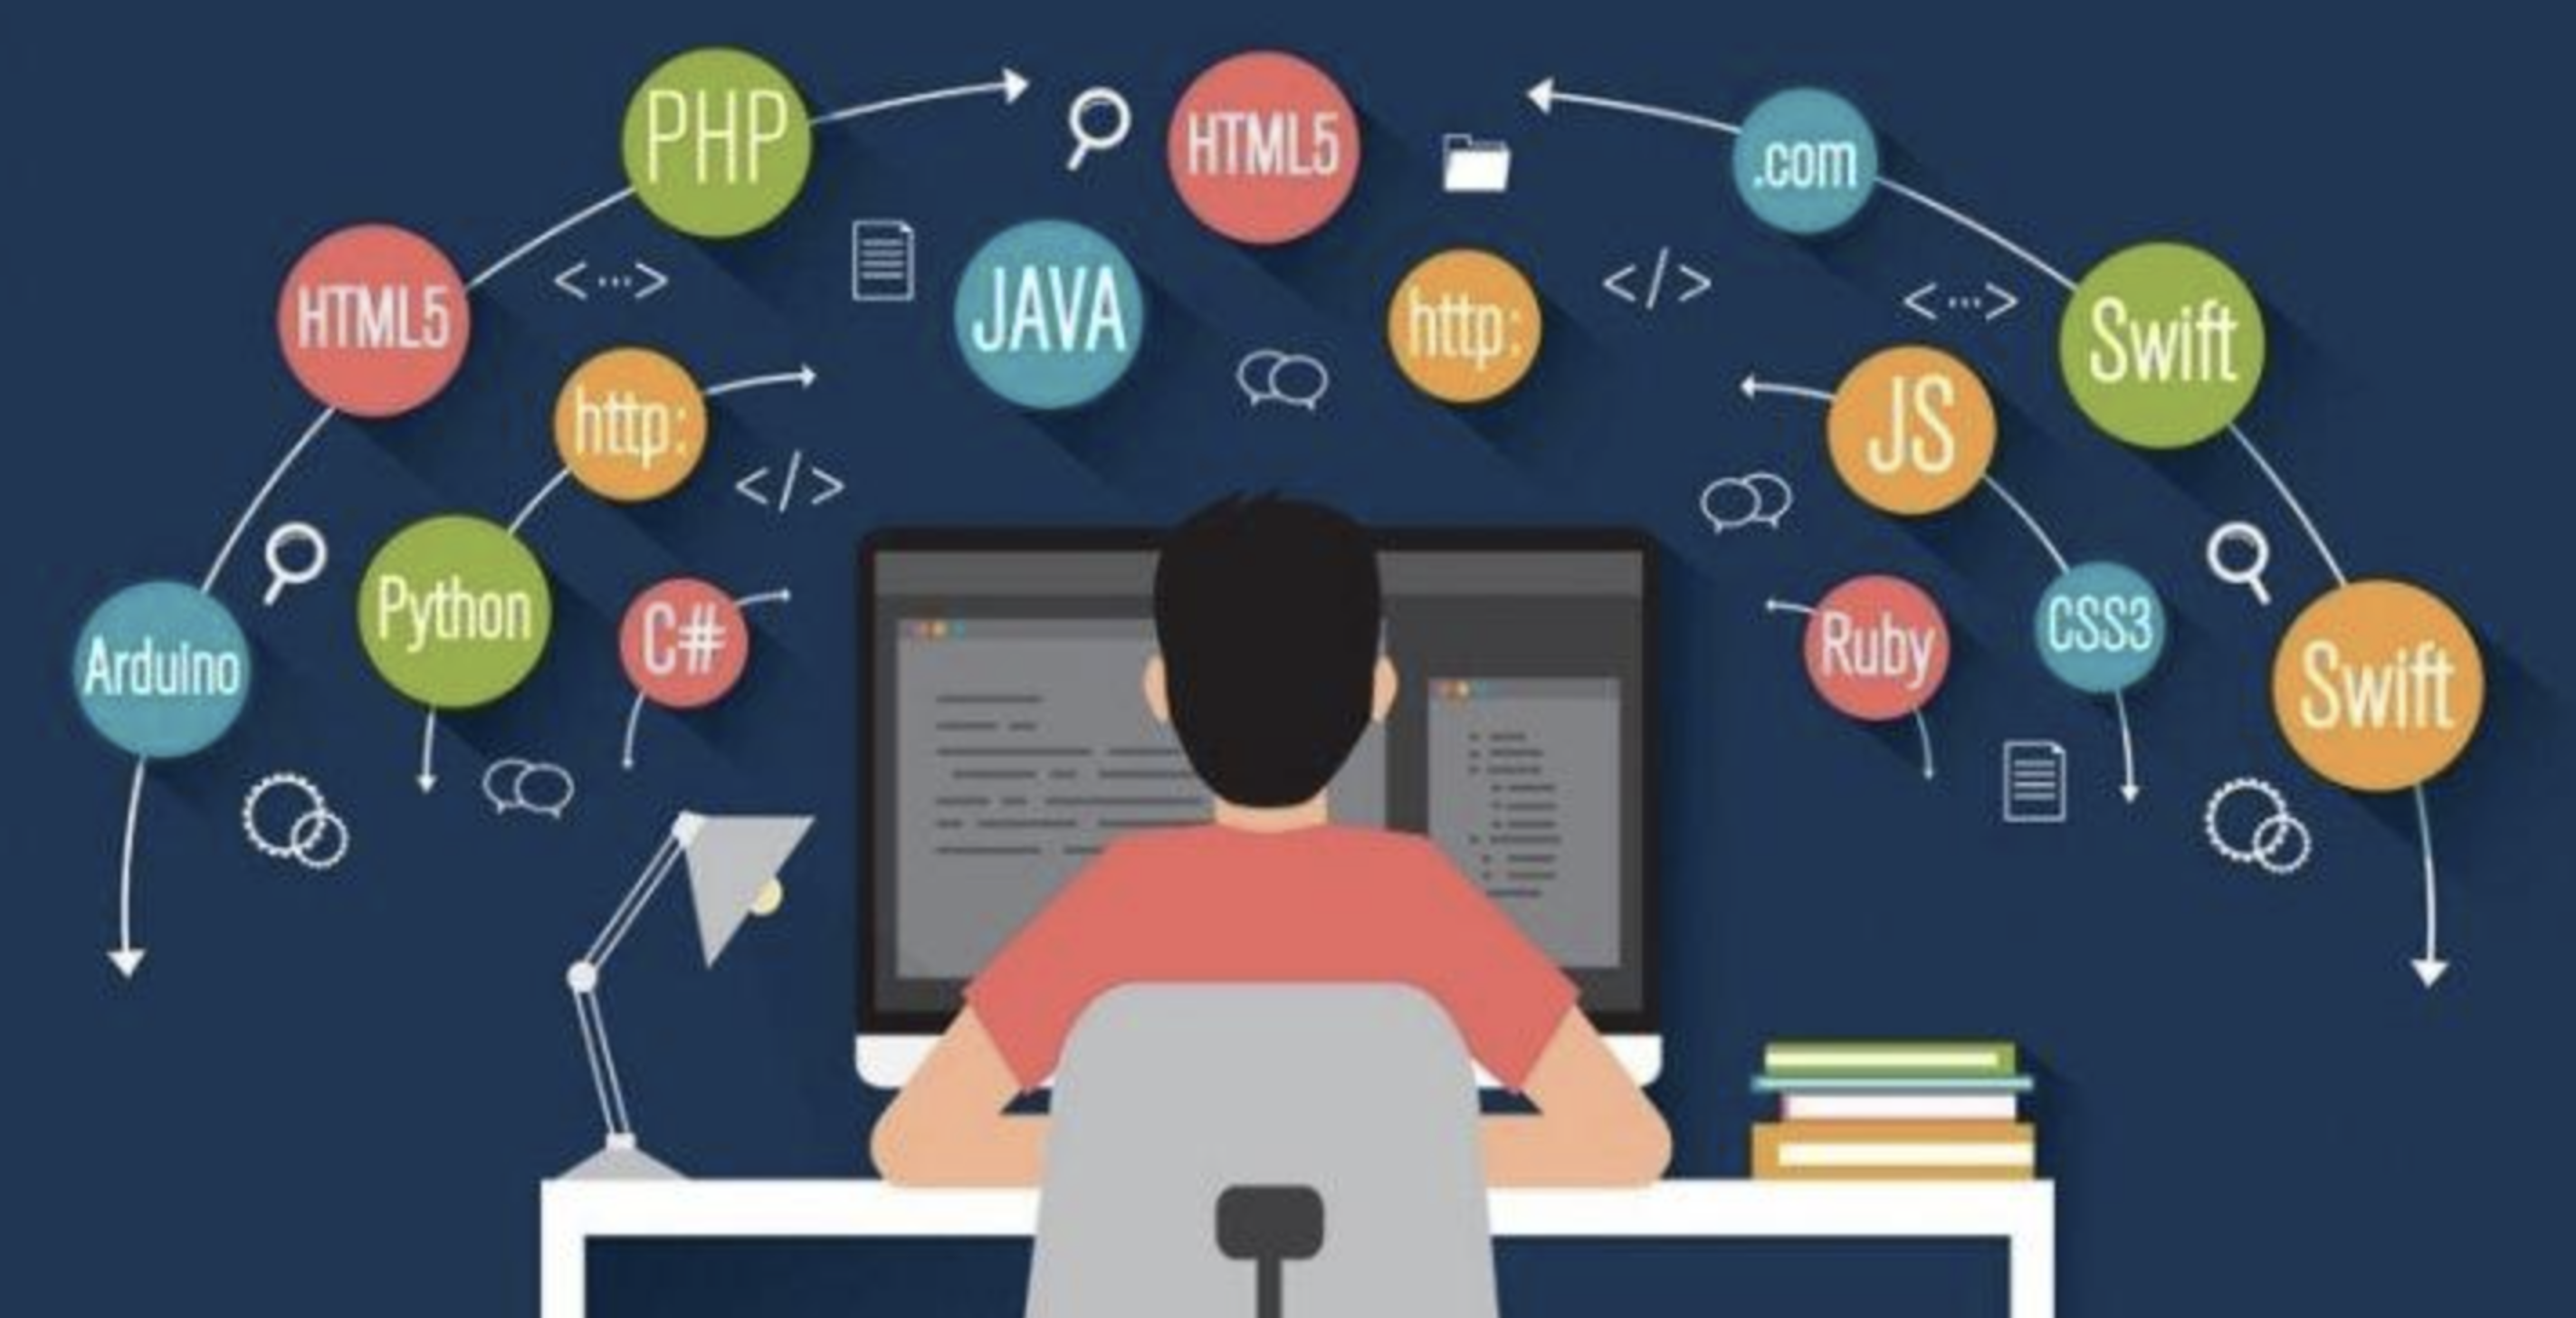 PHP
HTML5
.com
HTML5
JAVA
http:
Swift
http:
JS
Arduino
Python
C#
Ruby
CSS3
Swift
<...>
</>
<...>
</>